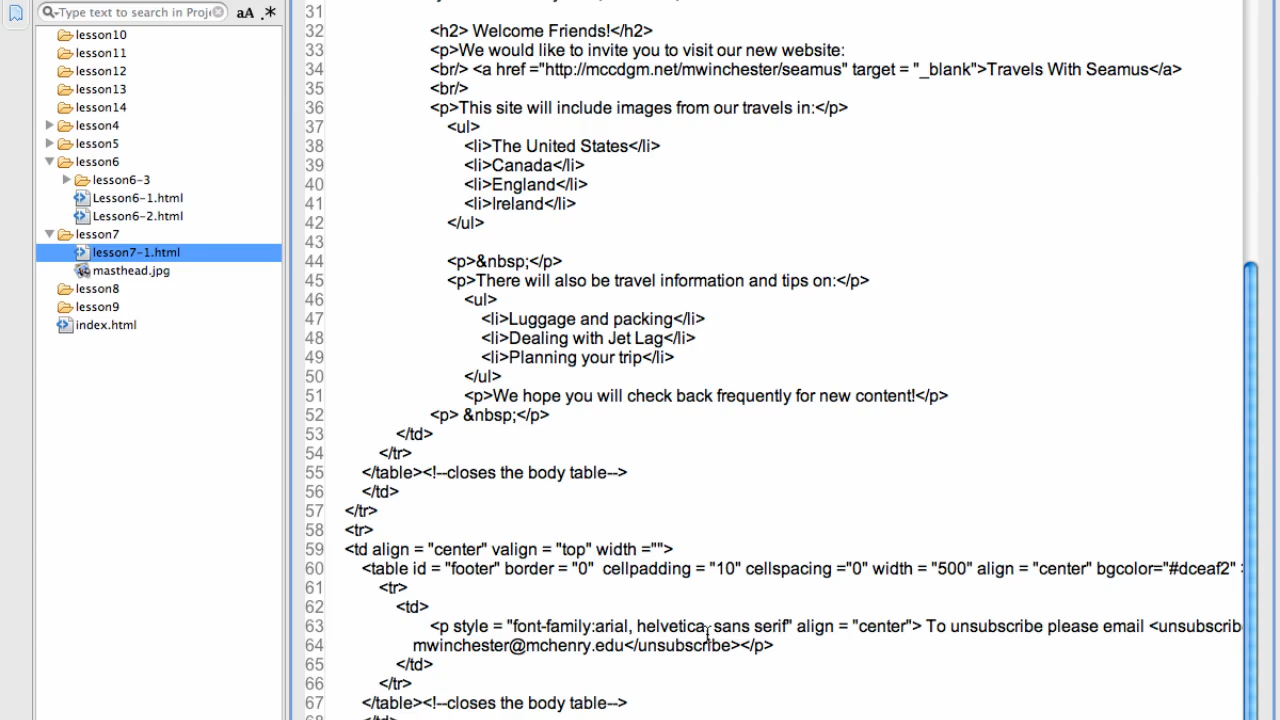 Type text to search in Proje
aA .*
lesson10
lesson11
lesson12
lesson13
lesson14
lesson4
lesson5
lesson6
lesson6-3
Lesson6-1.html
Lesson6-2.html
lesson7
lesson7-1.html
masthead.jpg
lesson8
lesson9
index.html
31
32 <h2> Welcome Friends!</h2>
33 <p>We would like to invite you to visit our new website:
34 <br/> <a href ="http://mccdgm.net/mwinchester/seamus" target = "_blank">Travels With Seamus</a>
35 <br/>
36 <p>This site will include images from our travels in:</p>
37 <ul>
38 <li>The United States</li>
39 <li>Canada</li>
40 <li>England</li>
41 <li>Ireland</li>
42 </ul>
43
44 <p>&nbsp;</p>
45 <p>There will also be travel information and tips on:</p>
46 <ul>
47 <li>Luggage and packing</li>
48 <li>Dealing with Jet Lag</li>
49 <li>Planning your trip</li>
50 </ul>
51 <p>We hope you will check back frequently for new content!</p>
52 <p> &nbsp;</p>
53 </td>
54 </tr>
55 </table><!--closes the body table-->
56 </td>
57 </tr>
58 <tr>
59 <td align = "center" valign = "top" width ="">
60 <table id = "footer" border = "0"  cellpadding = "10" cellspacing ="0" width = "500" align = "center" bgcolor="#dceaf2" >
61 <tr>
62 <td>
63 <p style = "font-family:arial, helvetica, sans serif" align = "center"> To unsubscribe please email <unsubscrib
64 mwinchester@mchenry.edu</unsubscribe></p>
65 </td>
66 </tr>
67 </table><!--closes the body table-->
68 </td>